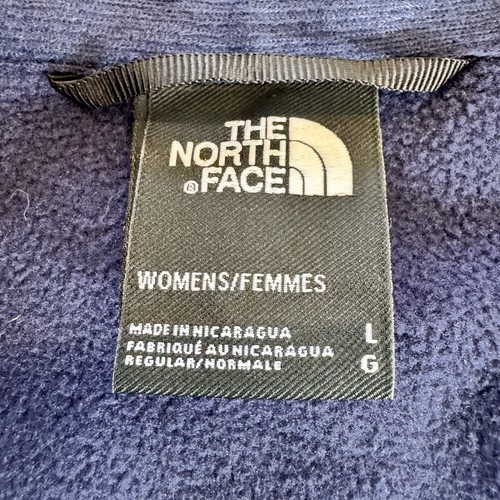 THE
NORTH
®FACE
WOMENS/FEMMES
MADE IN NICARAGUA L
FABRIQUÉ AU NICARAGUA G
REGULAR/NORMALE